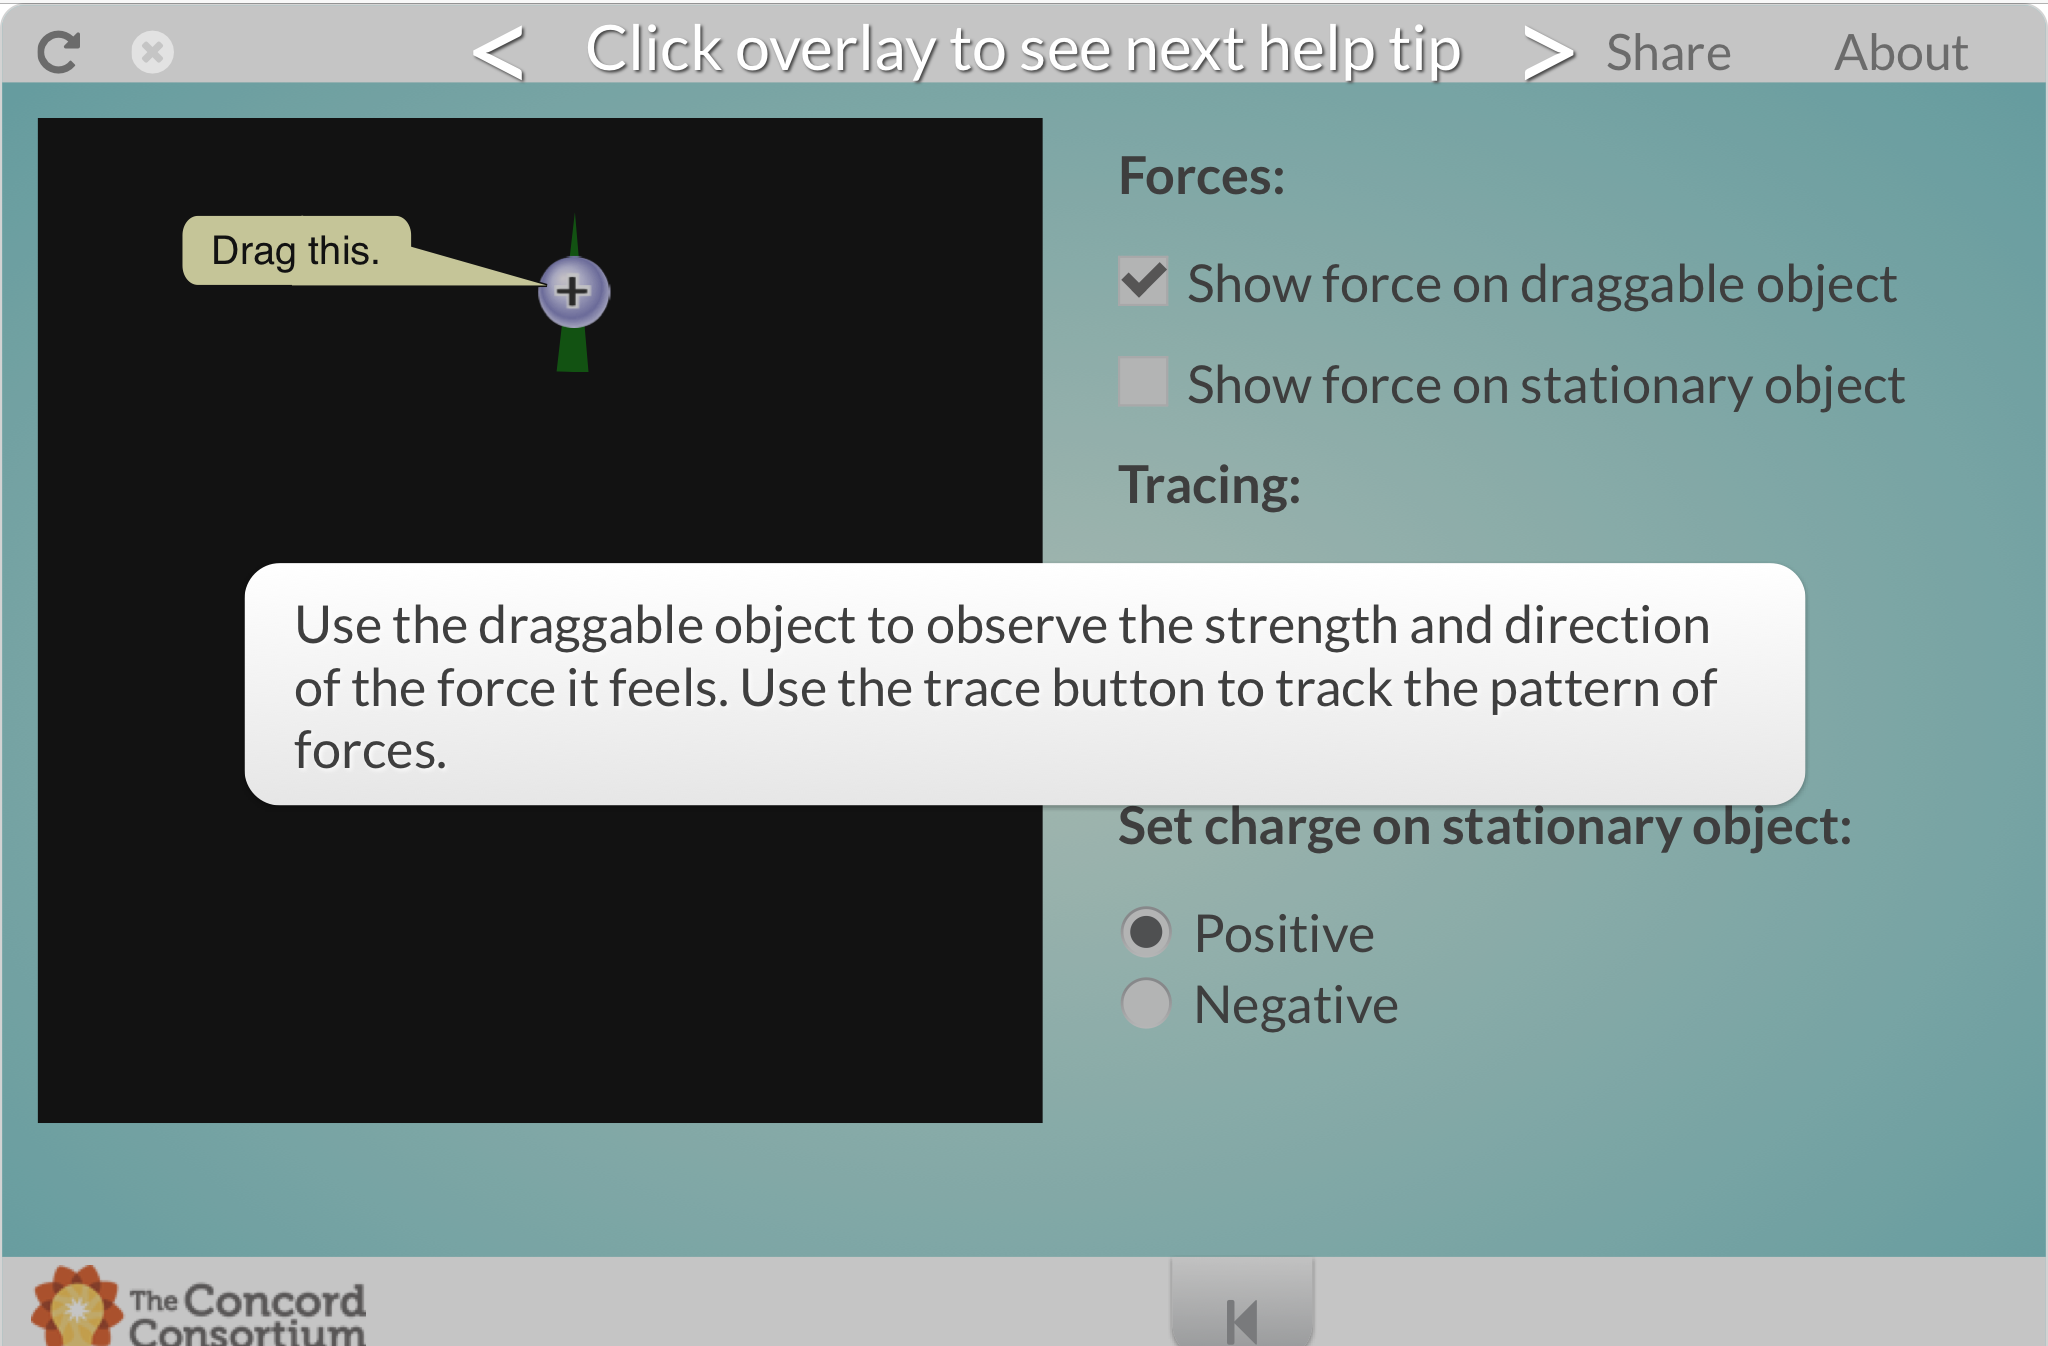 < Click overlay to see next help tip > Share About
Drag this.
+
Forces:
Show force on draggable object
Show force on stationary object
Tracing:
Use the draggable object to observe the strength and direction
of the force it feels. Use the trace button to track the pattern of
forces.
Set charge on stationary object:
Positive
Negative
The Concord
Consortium